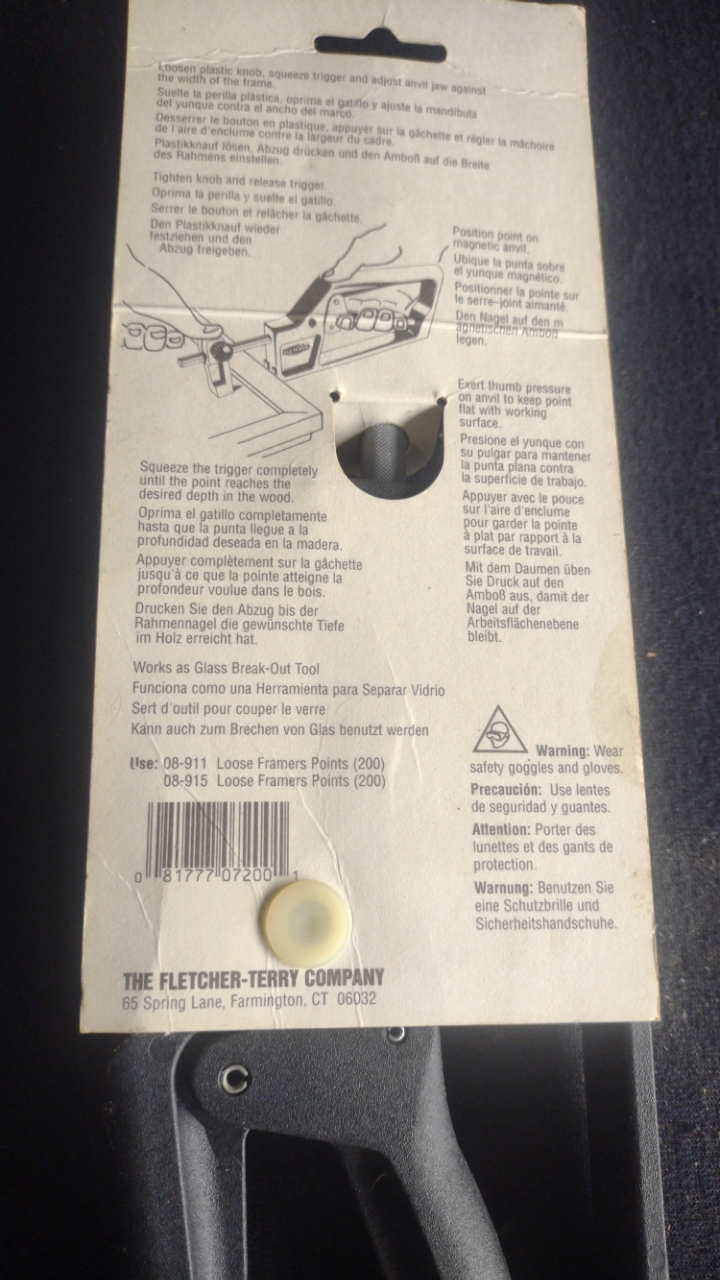 Loosen plastic knob, squeeze trigger and adjust anvil jaw against
the width of the frame.
Suelte la perilla plástica, oprima el gatillo y ajuste la mandibula
del yunque contra el ancho del marco.
Desserrer le bouton en plastique, appuyer sur la gâchette et régler la mâchoire
de l'aire d'enclume contre la largeur du cadre.
Plastikknauf lösen, Abzug drücken und den Amboß auf die Breite
des Rahmens einstellen.
Tighten knob and release trigger.
Oprima la perilla y suelte el gatillo.
Serrer le bouton et relâcher la gâchette.
Den Plastikknauf wieder
festziehen und den
Abzug freigeben.
Position point on
magnetic anvil.
Ubique la punta sobre
el yunque magnético.
Positionner la pointe sur
le serre-joint aimanté.
Den Nagel auf den m
agnetischen Amboß
legen.
Exert thumb pressure
on anvil to keep point
flat with working
surface.
Presione el yunque con
su pulgar para mantener
la punta plana contra
la superficie de trabajo.
Appuyer avec le pouce
sur l'aire d'enclume
pour garder la pointe
à plat par rapport à la
surface de travail.
Mit dem Daumen üben
Sie Druck auf den
Amboß aus, damit der
Nagel auf der
Arbeitsflächenebene
bleibt.
Squeeze the trigger completely
until the point reaches the
desired depth in the wood.
Oprima el gatillo completamente
hasta que la punta llegue a la
profundidad deseada en la madera.
Appuyer complètement sur la gâchette
jusqu'à ce que la pointe atteigne la
profondeur voulue dans le bois.
Drucken Sie den Abzug bis der
Rahmennagel die gewünschte Tiefe
im Holz erreicht hat.
Works as Glass Break-Out Tool
Funciona como una Herramienta para Separar Vidrio
Sert d'outil pour couper le verre
Kann auch zum Brechen von Glas benutzt werden
Use: 08-911 Loose Framers Points (200)
08-915 Loose Framers Points (200)
0 81777 07200 1
Warning: Wear
safety goggles and gloves.
Precaución: Use lentes
de seguridad y guantes.
Attention: Porter des
lunettes et des gants de
protection.
Warnung: Benutzen Sie
eine Schutzbrille und
Sicherheitshandschuhe.
THE FLETCHER-TERRY COMPANY
65 Spring Lane, Farmington, CT 06032